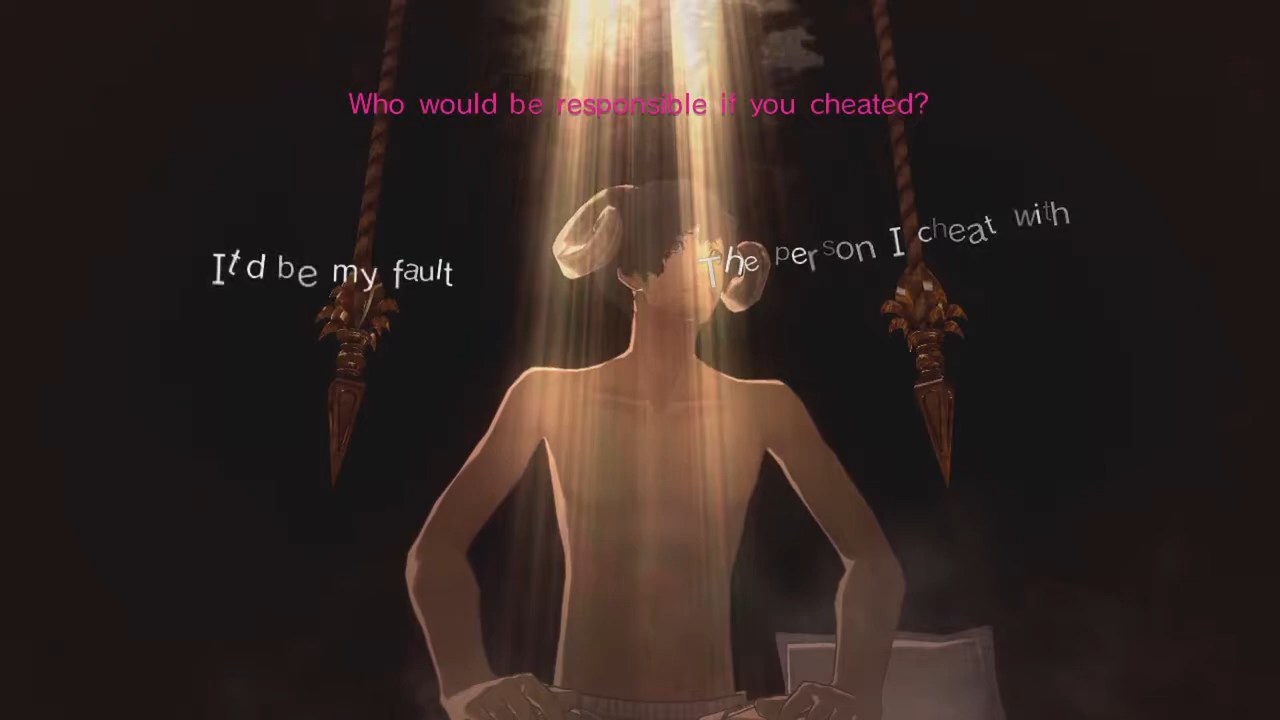 Who would be responsible if you cheated?
It'd be my fault
The person I cheat with